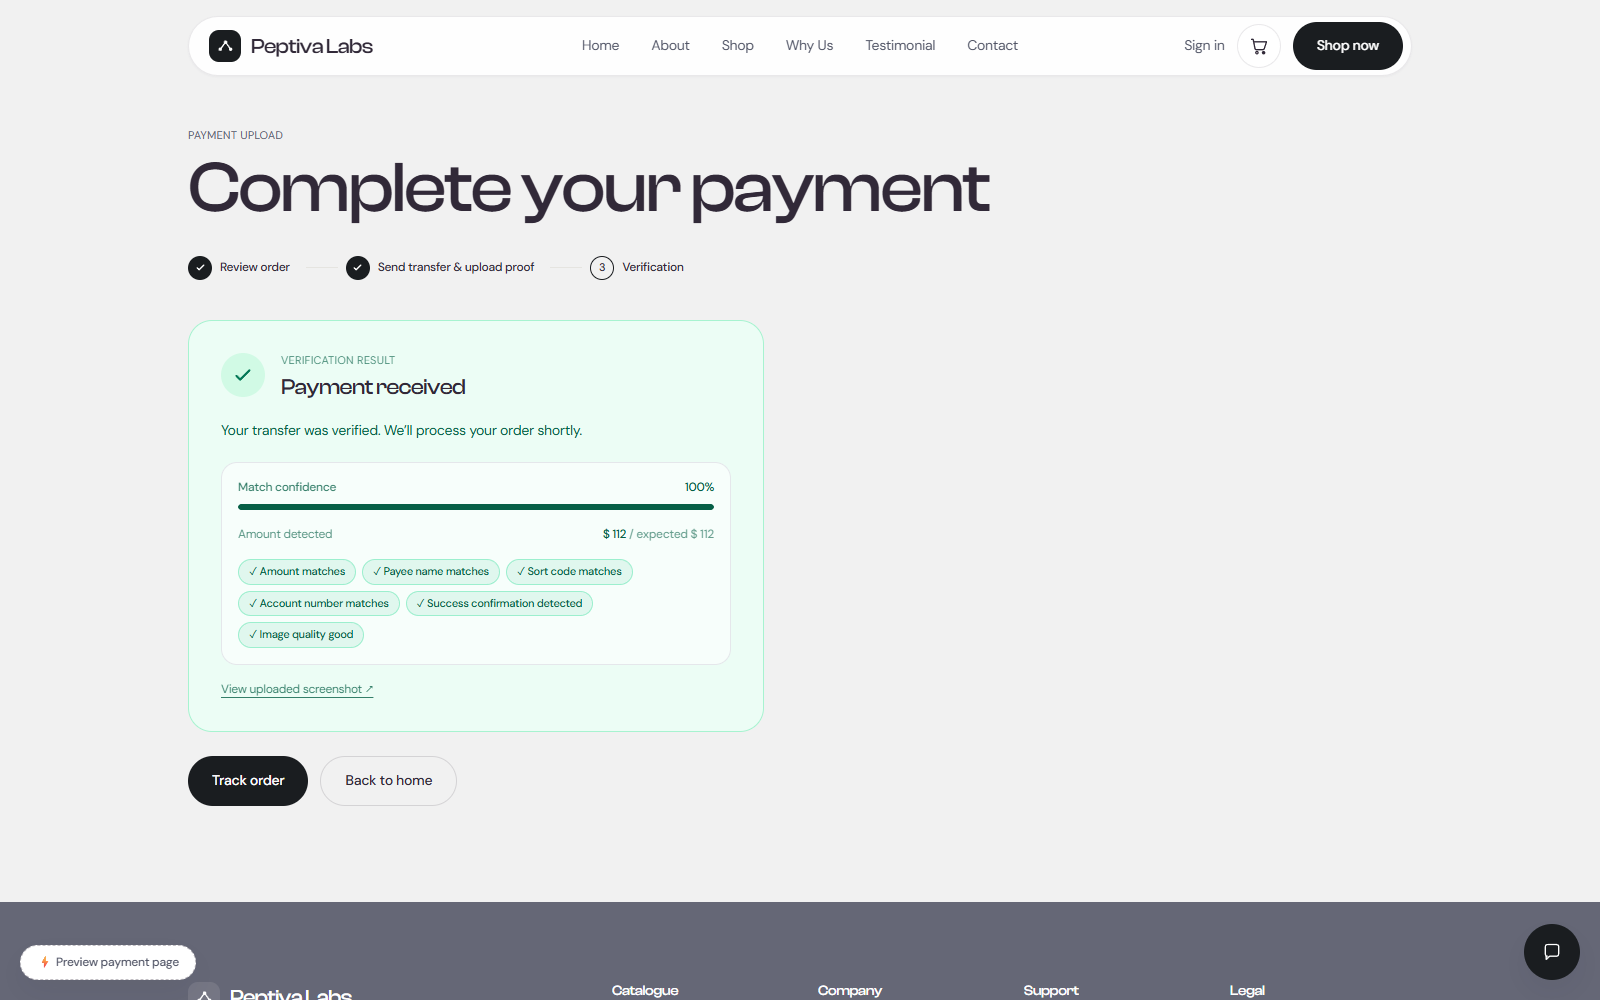 Peptiva Labs
Home
About
Shop
Why Us
Testimonial
Contact
Sign in
Shop now
PAYMENT UPLOAD
Complete your payment
Review order
Send transfer & upload proof
3
Verification
VERIFICATION RESULT
Payment received
Your transfer was verified. We'll process your order shortly.
Match confidence
100%
Amount detected
$ 112 / expected $ 112
✓ Amount matches
✓ Payee name matches
✓ Sort code matches
✓ Account number matches
✓ Success confirmation detected
✓ Image quality good
View uploaded screenshot ↗
Track order
Back to home
Preview payment page
Peptiva Labs
Catalogue
Company
Support
Legal